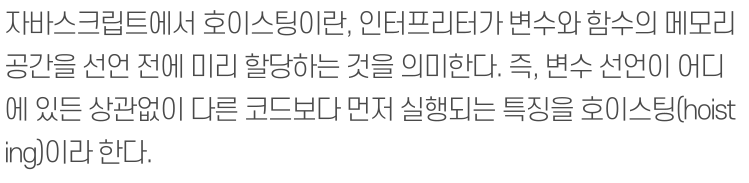 자바스크립트에서 호이스팅이란, 인터프리터가 변수와 함수의 메모리
공간을 선언 전에 미리 할당하는 것을 의미한다. 즉, 변수 선언이 어디
에 있든 상관없이 다른 코드보다 먼저 실행되는 특징을 호이스팅(hoist
ing)이라 한다.